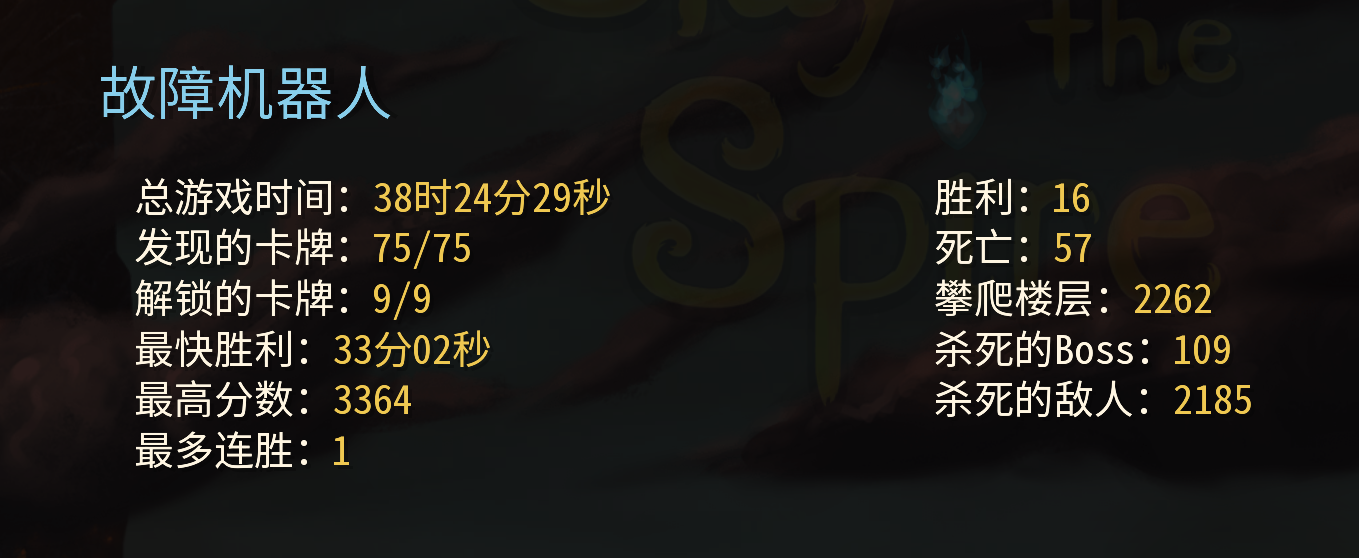 Slay
the
Spire
故障机器人
总游戏时间：38时24分29秒
发现的卡牌：75/75
解锁的卡牌：9/9
最快胜利：33分02秒
最高分数：3364
最多连胜：1
胜利：16
死亡：57
攀爬楼层：2262
杀死的Boss：109
杀死的敌人：2185